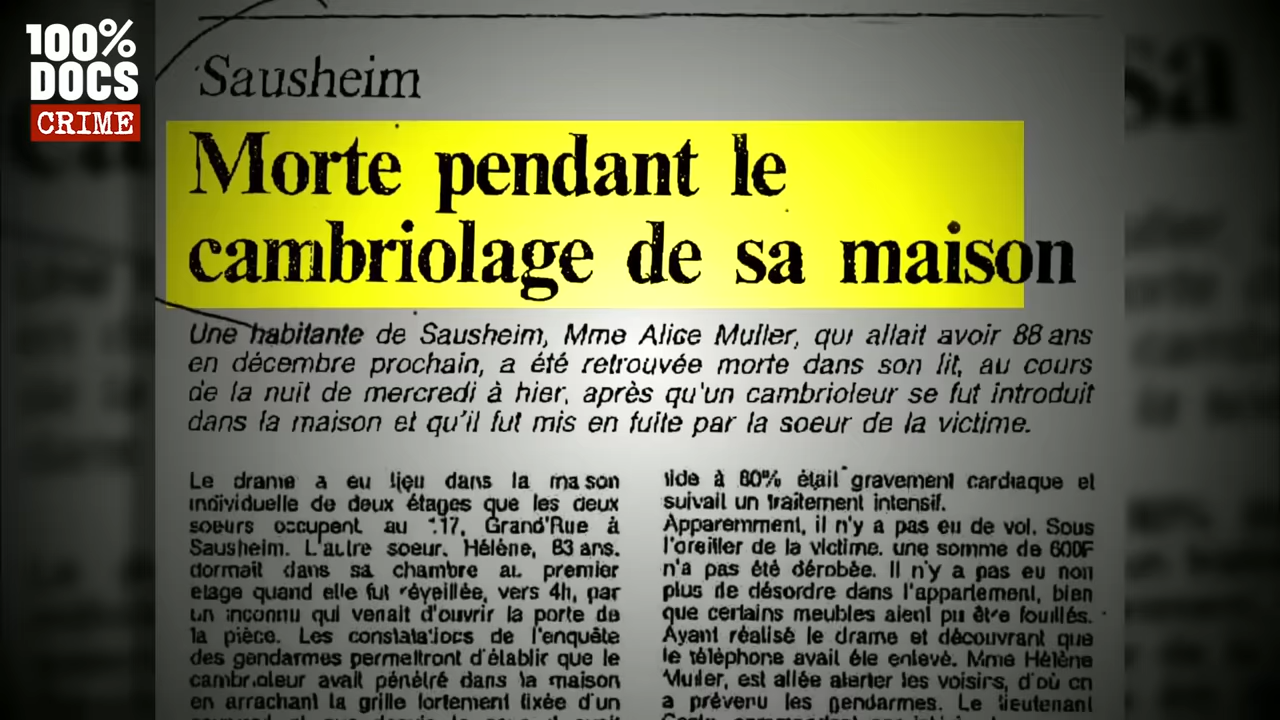 100%
DOCS
CRIME
Sausheim
Morte pendant le
cambriolage de sa maison
Une habitante de Sausheim, Mme Alice Muller, qui allait avoir 88 ans
en décembre prochain, a été retrouvée morte dans son lit, au cours
de la nuit de mercredi à hier, après qu'un cambrioleur se fut introduit
dans la maison et qu'il fut mis en fuite par la soeur de la victime.
Le drame a eu lieu dans la maison
individuelle de deux étages que les deux
soeurs occupent au 17, Grand'Rue à
Sausheim. L'autre soeur, Hélène, 83 ans,
dormait dans sa chambre au premier
etage quand elle fut réveillée, vers 4h, par
un inconnu qui venait d'ouvrir la porte de
la pièce. Les constatations de l'enquête
des gendarmes permettront d'établir que le
cambrioleur avait pénétré dans la maison
en arrachant la grille fortement fixée d'un
lide à 80% était gravement cardiaque et
suivait un traitement intensif.
Apparemment, il n'y a pas eu de vol. Sous
l'oreiller de la victime, une somme de 600F
n'a pas été dérobée. Il n'y a pas eu non
plus de désordre dans l'appartement, bien
que certains meubles aient pu être fouillés.
Ayant réalisé le drame et découvrant que
le téléphone avait été enlevé, Mme Hélène
Muller, est allée alerter les voisins, d'où on
a prévenu les gendarmes. Le lieutenant